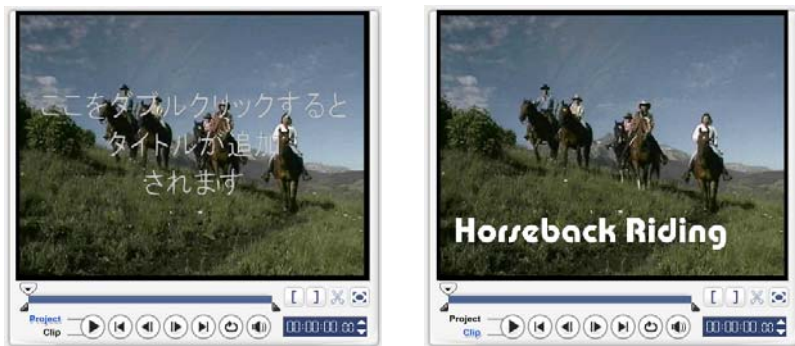 ここをダブルクリックすると
タイトルが追加
されます
[ ]
Project
Clip
00:00:00.00
Horseback Riding
[ ]
Project
Clip
00:00:00.00